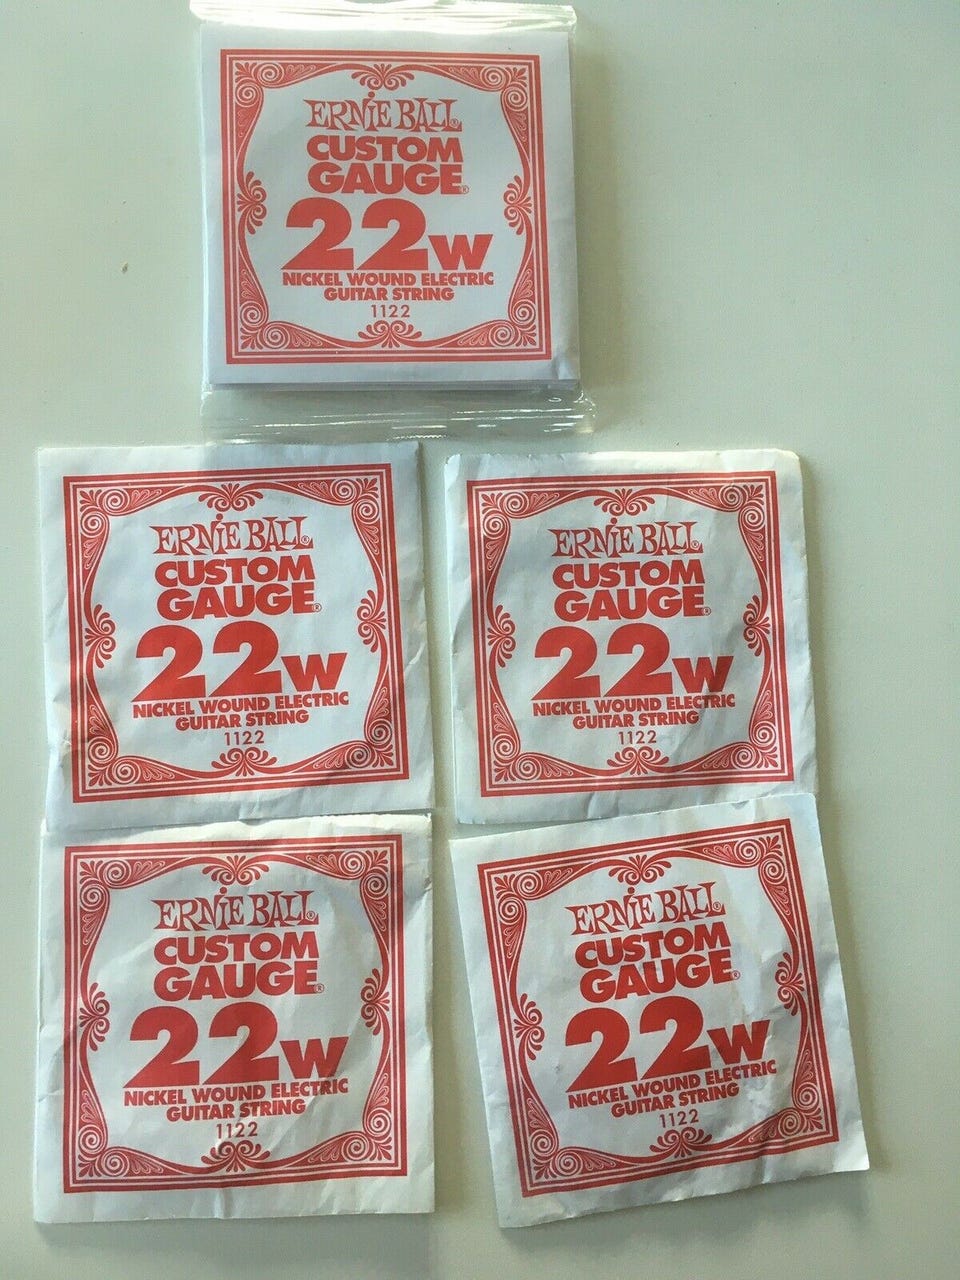 ERNIE BALL®
CUSTOM
GAUGE®
22W
NICKEL WOUND ELECTRIC
GUITAR STRING
1122
ERNIE BALL®
CUSTOM
GAUGE®
22W
NICKEL WOUND ELECTRIC
GUITAR STRING
1122
ERNIE BALL®
CUSTOM
GAUGE®
22W
NICKEL WOUND ELECTRIC
GUITAR STRING
1122
ERNIE BALL®
CUSTOM
GAUGE®
22W
NICKEL WOUND ELECTRIC
GUITAR STRING
1122
ERNIE BALL®
CUSTOM
GAUGE®
22W
NICKEL WOUND ELECTRIC
GUITAR STRING
1122